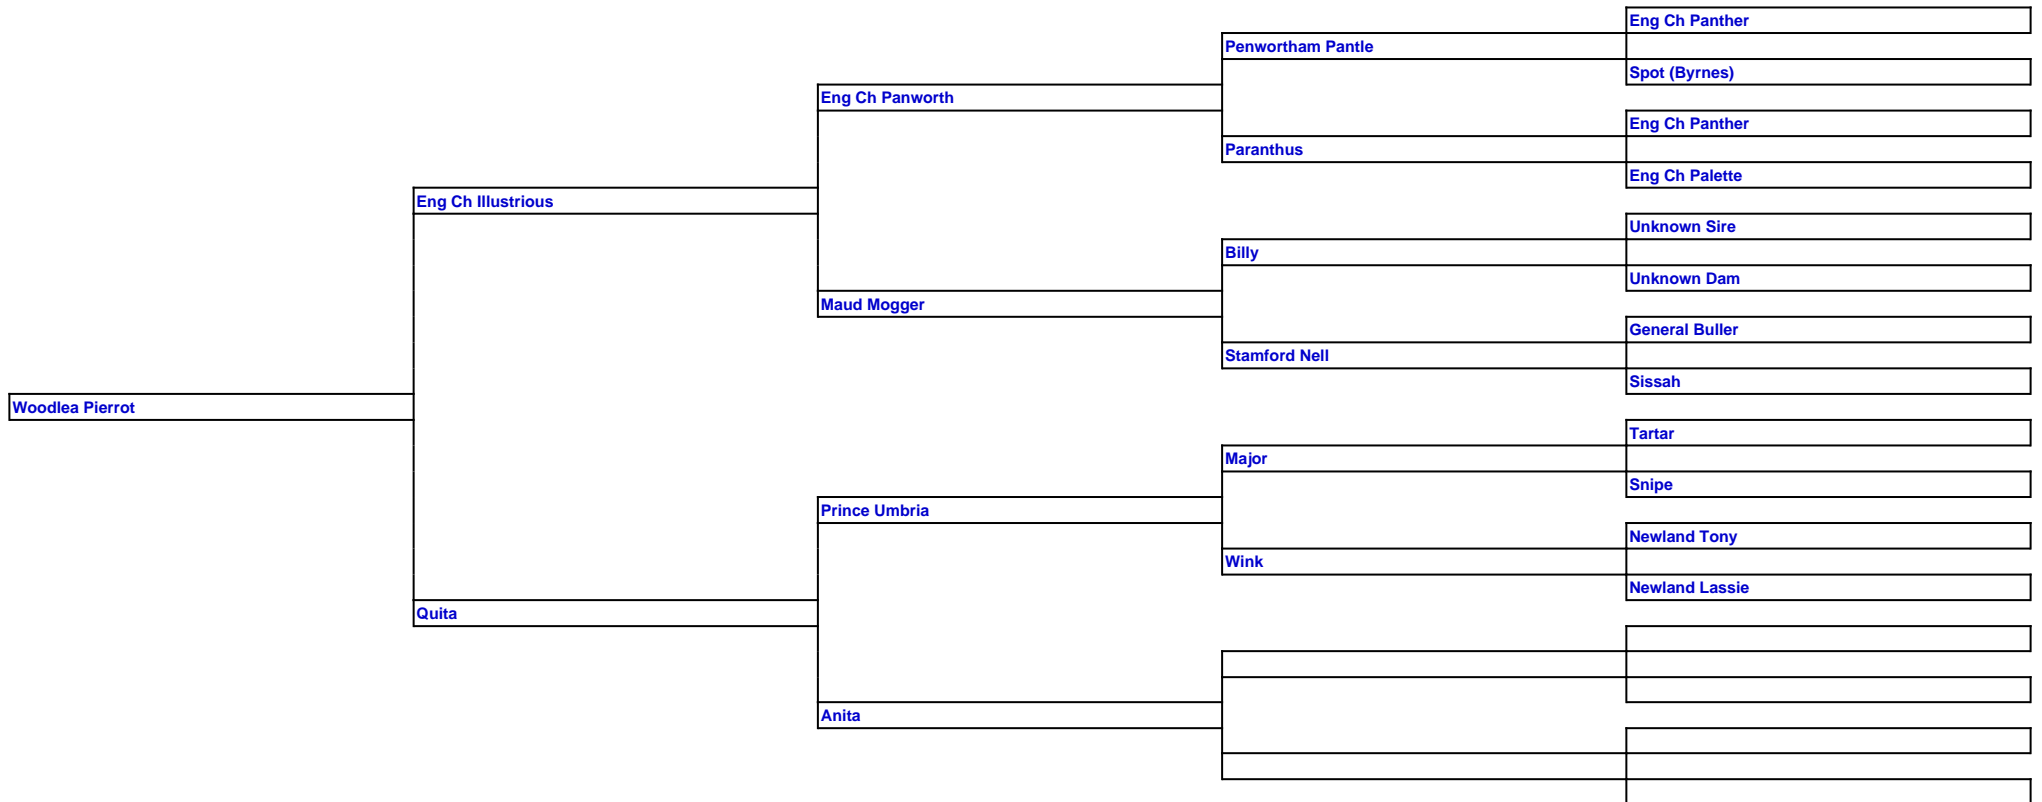 Eng Ch Panther
Penwortham Pantle
Spot (Byrnes)
Eng Ch Panworth
Eng Ch Panther
Paranthus
Eng Ch Palette
Eng Ch Illustrious
Unknown Sire
Billy
Unknown Dam
Maud Mogger
General Buller
Stamford Nell
Sissah
Woodlea Pierrot
Tartar
Major
Snipe
Prince Umbria
Newland Tony
Wink
Newland Lassie
Quita
Anita